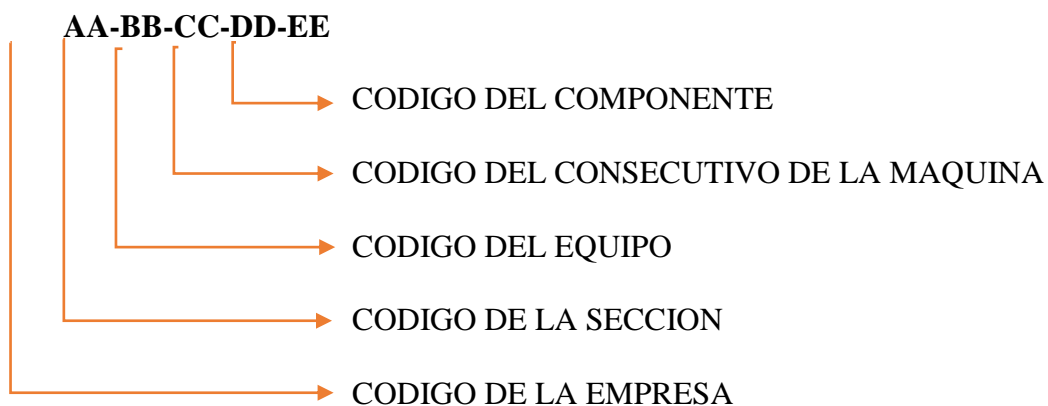 AA-BB-CC-DD-EE
CODIGO DEL COMPONENTE
CODIGO DEL CONSECUTIVO DE LA MAQUINA
CODIGO DEL EQUIPO
CODIGO DE LA SECCION
CODIGO DE LA EMPRESA